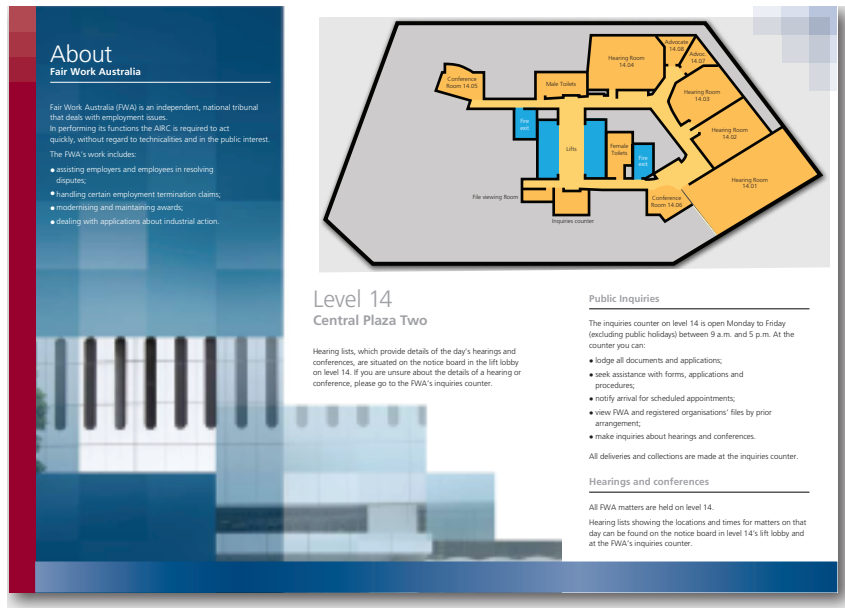 About
Fair Work Australia
Fair Work Australia (FWA) is an independent, national tribunal
that deals with employment issues.
In performing its functions the AIRC is required to act
quickly, without regard to technicalities and in the public interest.
The FWA's work includes:
• assisting employers and employees in resolving
disputes;
• handling certain employment termination claims;
• modernising and maintaining awards;
• dealing with applications about industrial action.
Conference
Room 14.05
Male Toilets
Hearing Room
14.04
Advocate
14.08
Advoc.
14.07
Hearing Room
14.03
Hearing Room
14.02
Hearing Room
14.01
Fire
exit
Lifts
Female
Toilets
Fire
exit
File viewing Room
Conference
Room 14.06
Inquiries counter
Level 14
Central Plaza Two
Hearing lists, which provide details of the day's hearings and
conferences, are situated on the notice board in the lift lobby
on level 14. If you are unsure about the details of a hearing or
conference, please go to the FWA's inquiries counter.
Public Inquiries
The inquiries counter on level 14 is open Monday to Friday
(excluding public holidays) between 9 a.m. and 5 p.m. At the
counter you can:
• lodge all documents and applications;
• seek assistance with forms, applications and
procedures;
• notify arrival for scheduled appointments;
• view FWA and registered organisations' files by prior
arrangement;
• make inquiries about hearings and conferences.
All deliveries and collections are made at the inquiries counter.
Hearings and conferences
All FWA matters are held on level 14.
Hearing lists showing the locations and times for matters on that
day can be found on the notice board in level 14's lift lobby and
at the FWA's inquiries counter.